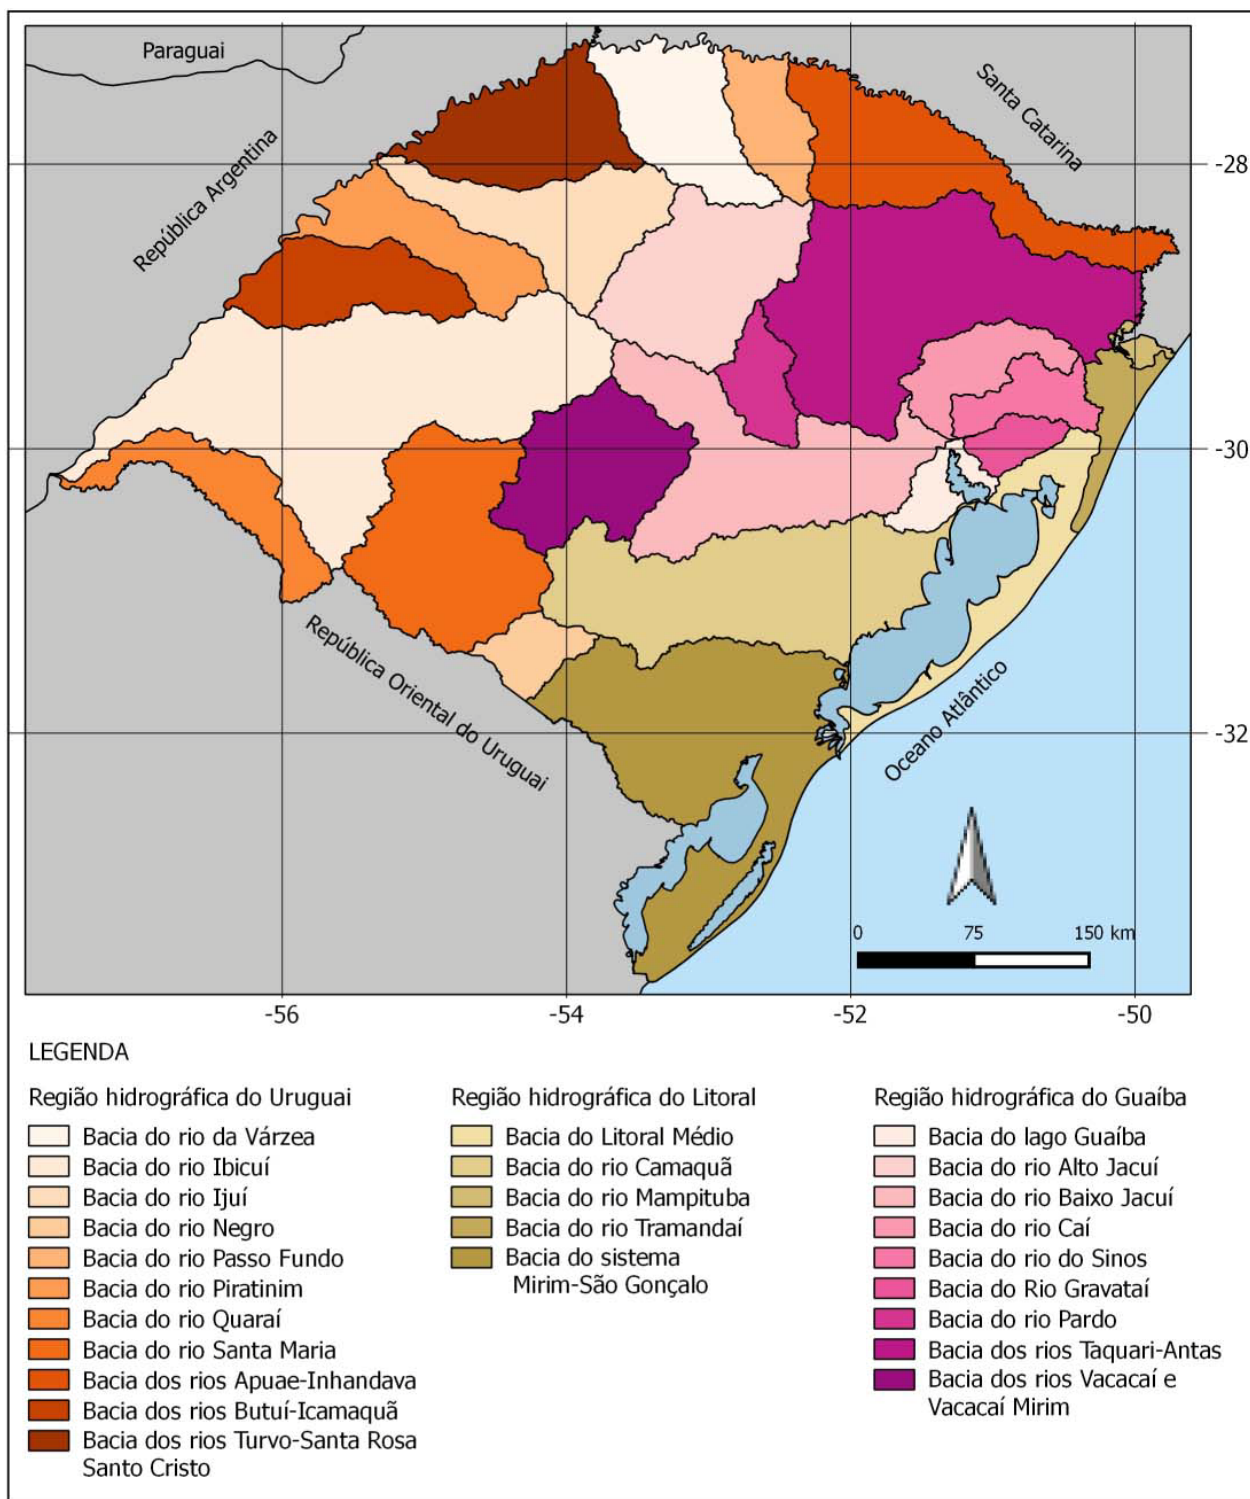 Paraguai
Santa Catarina
República Argentina
-28
-30
República Oriental do Uruguai
Oceano Atlântico
-32
0 75 150 km
-56 -54 -52 -50
LEGENDA
Região hidrográfica do Uruguai
Bacia do rio da Várzea
Bacia do rio Ibicuí
Bacia do rio Ijuí
Bacia do rio Negro
Bacia do rio Passo Fundo
Bacia do rio Piratinim
Bacia do rio Quaraí
Bacia do rio Santa Maria
Bacia dos rios Apuae-Inhandava
Bacia dos rios Butuí-Icamaquã
Bacia dos rios Turvo-Santa Rosa
Santo Cristo
Região hidrográfica do Litoral
Bacia do Litoral Médio
Bacia do rio Camaquã
Bacia do rio Mampituba
Bacia do rio Tramandaí
Bacia do sistema
Mirim-São Gonçalo
Região hidrográfica do Guaíba
Bacia do lago Guaíba
Bacia do rio Alto Jacuí
Bacia do rio Baixo Jacuí
Bacia do rio Caí
Bacia do rio do Sinos
Bacia do Rio Gravataí
Bacia do rio Pardo
Bacia dos rios Taquari-Antas
Bacia dos rios Vacacaí e
Vacacaí Mirim